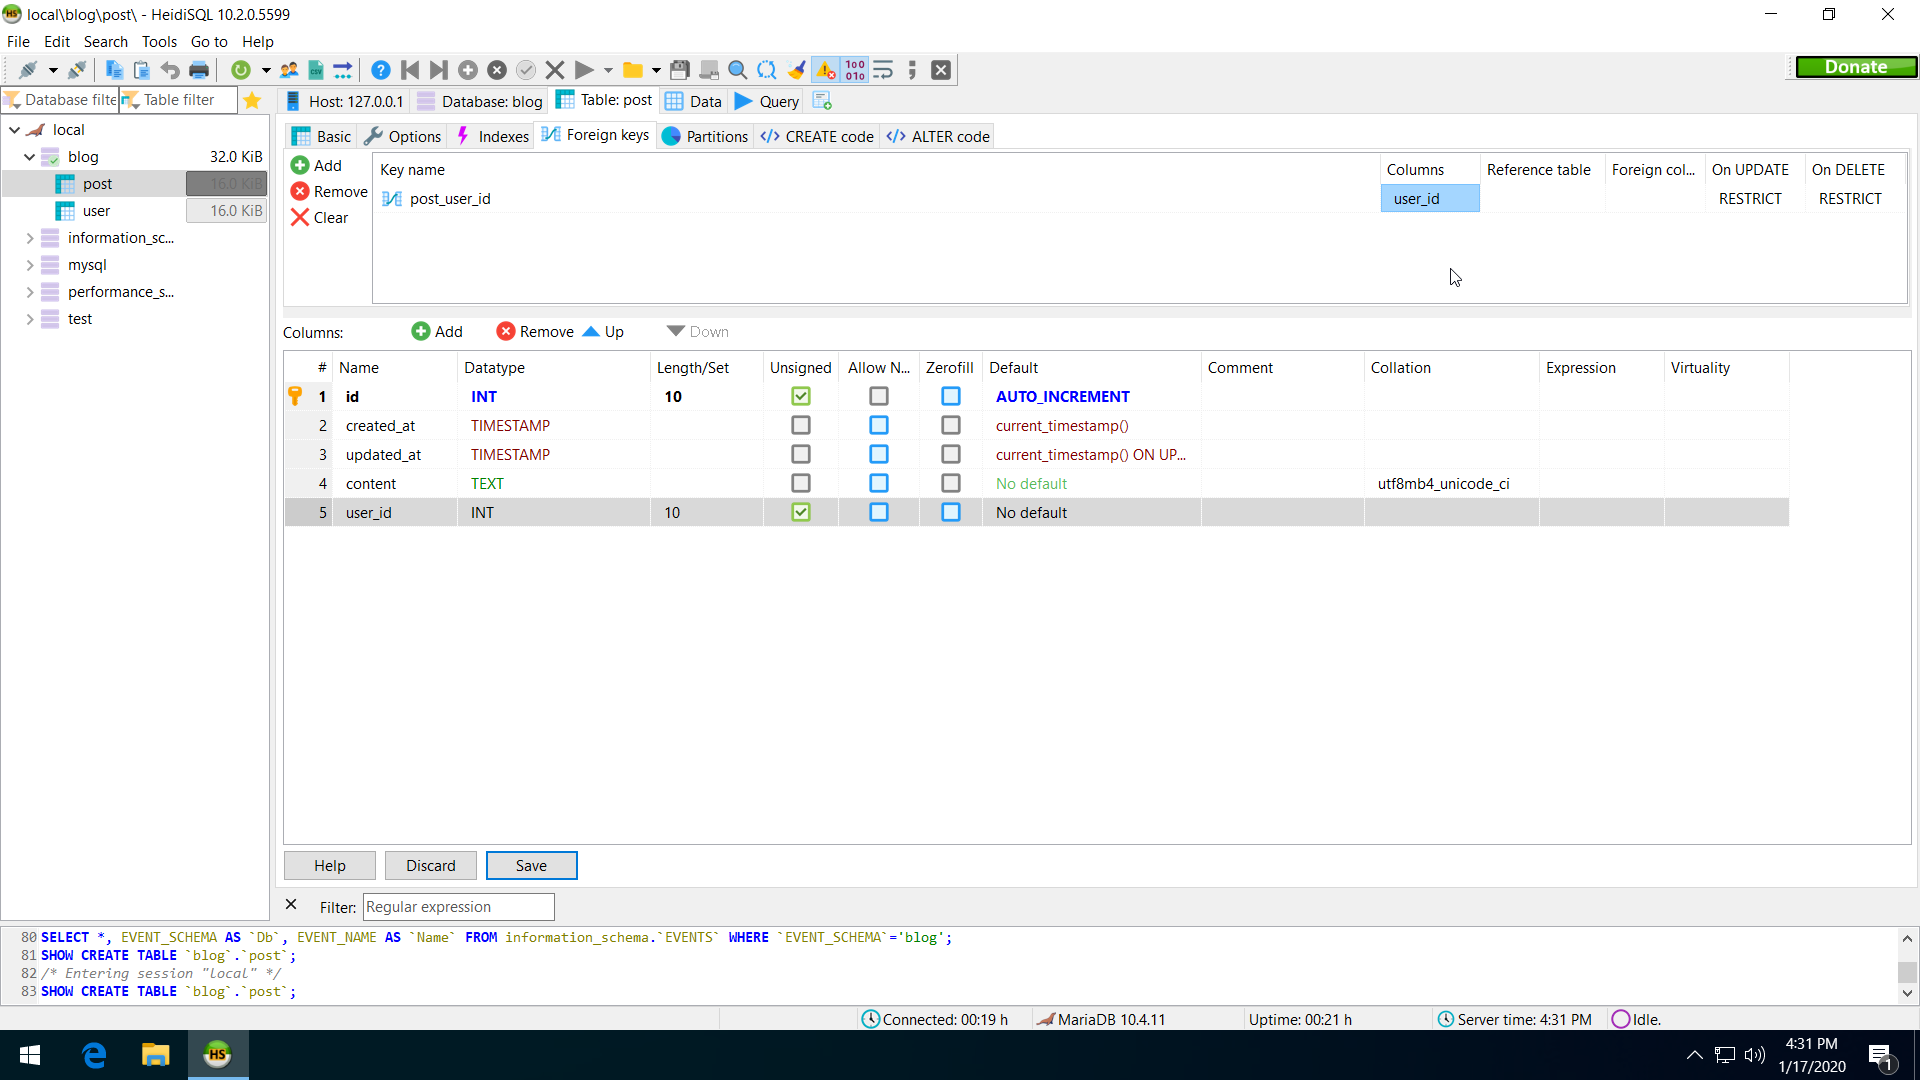 local\blog\post\ - HeidiSQL 10.2.0.5599
File Edit Search Tools Go to Help
Donate
Database filte Table filter
Host: 127.0.0.1 Database: blog Table: post Data Query
local
blog 32.0 KiB
post 16.0 KiB
user 16.0 KiB
information_sc...
mysql
performance_s...
test
Basic Options Indexes Foreign keys Partitions CREATE code ALTER code
Add
Remove
Clear
Key name Columns Reference table Foreign col... On UPDATE On DELETE
post_user_id user_id RESTRICT RESTRICT
Columns: Add Remove Up Down
# Name Datatype Length/Set Unsigned Allow N... Zerofill Default Comment Collation Expression Virtuality
1 id INT 10 AUTO_INCREMENT
2 created_at TIMESTAMP current_timestamp()
3 updated_at TIMESTAMP current_timestamp() ON UP...
4 content TEXT No default utf8mb4_unicode_ci
5 user_id INT 10 No default
Help Discard Save
Filter: Regular expression
80 SELECT *, EVENT_SCHEMA AS `Db`, EVENT_NAME AS `Name` FROM information_schema.`EVENTS` WHERE `EVENT_SCHEMA`='blog';
81 SHOW CREATE TABLE `blog`.`post`;
82 /* Entering session "local" */
83 SHOW CREATE TABLE `blog`.`post`;
Connected: 00:19 h MariaDB 10.4.11 Uptime: 00:21 h Server time: 4:31 PM Idle.
HS
4:31 PM
1/17/2020
1